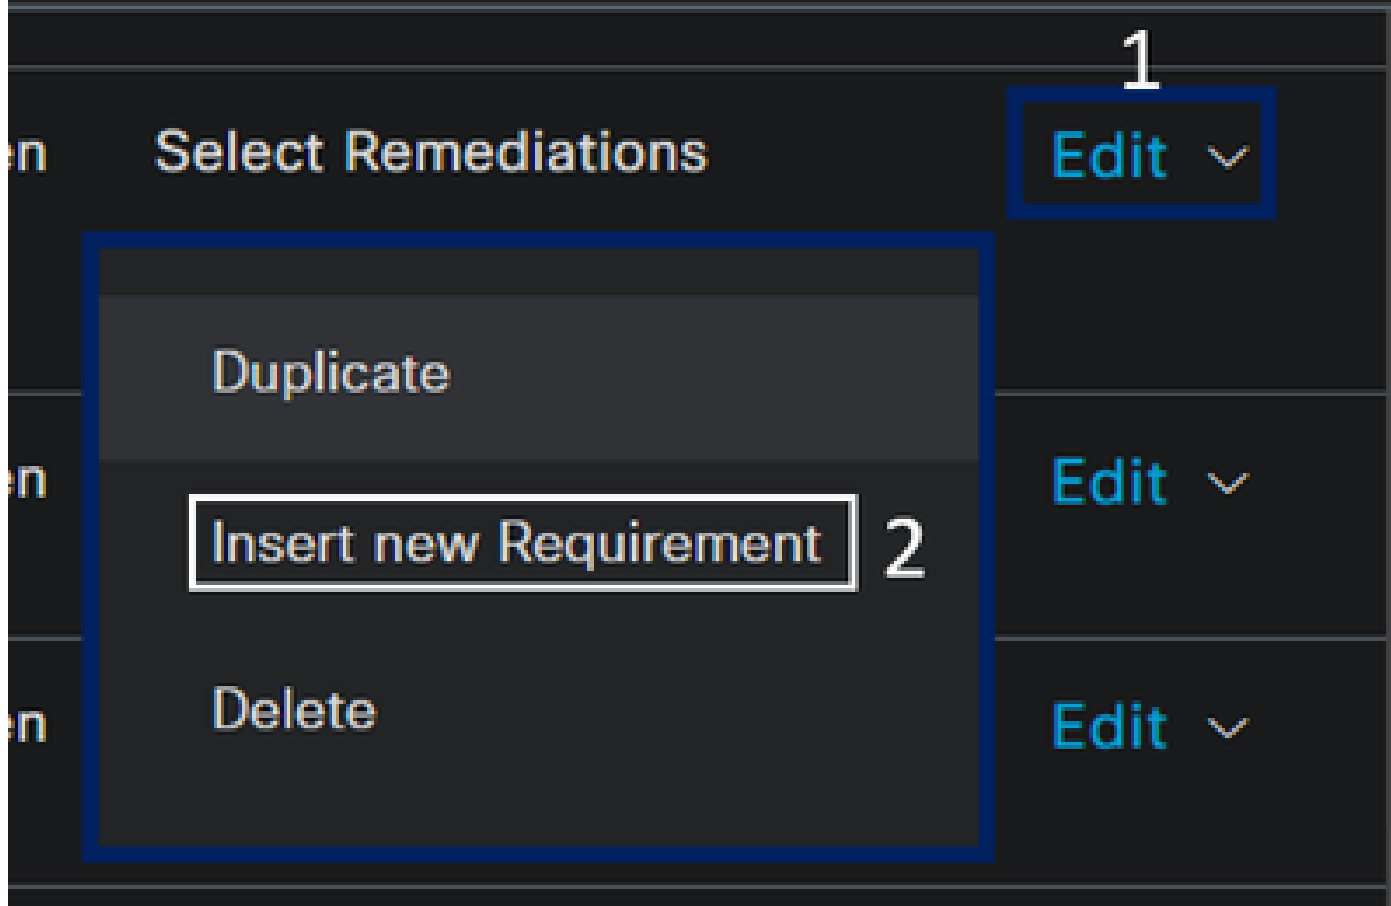 1
en Select Remediations Edit
Duplicate
en Edit
Insert new Requirement 2
Delete
en Edit